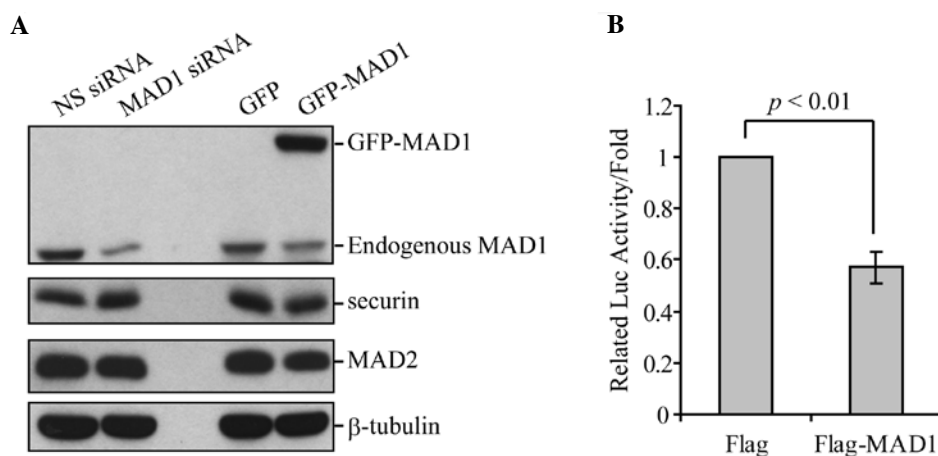 A
NS siRNA
MAD1 siRNA
GFP
GFP-MAD1
GFP-MAD1
Endogenous MAD1
securin
MAD2
β-tubulin
B
p < 0.01
Related Luc Activity/Fold
1.2
1
0.8
0.6
0.4
0.2
0
Flag
Flag-MAD1